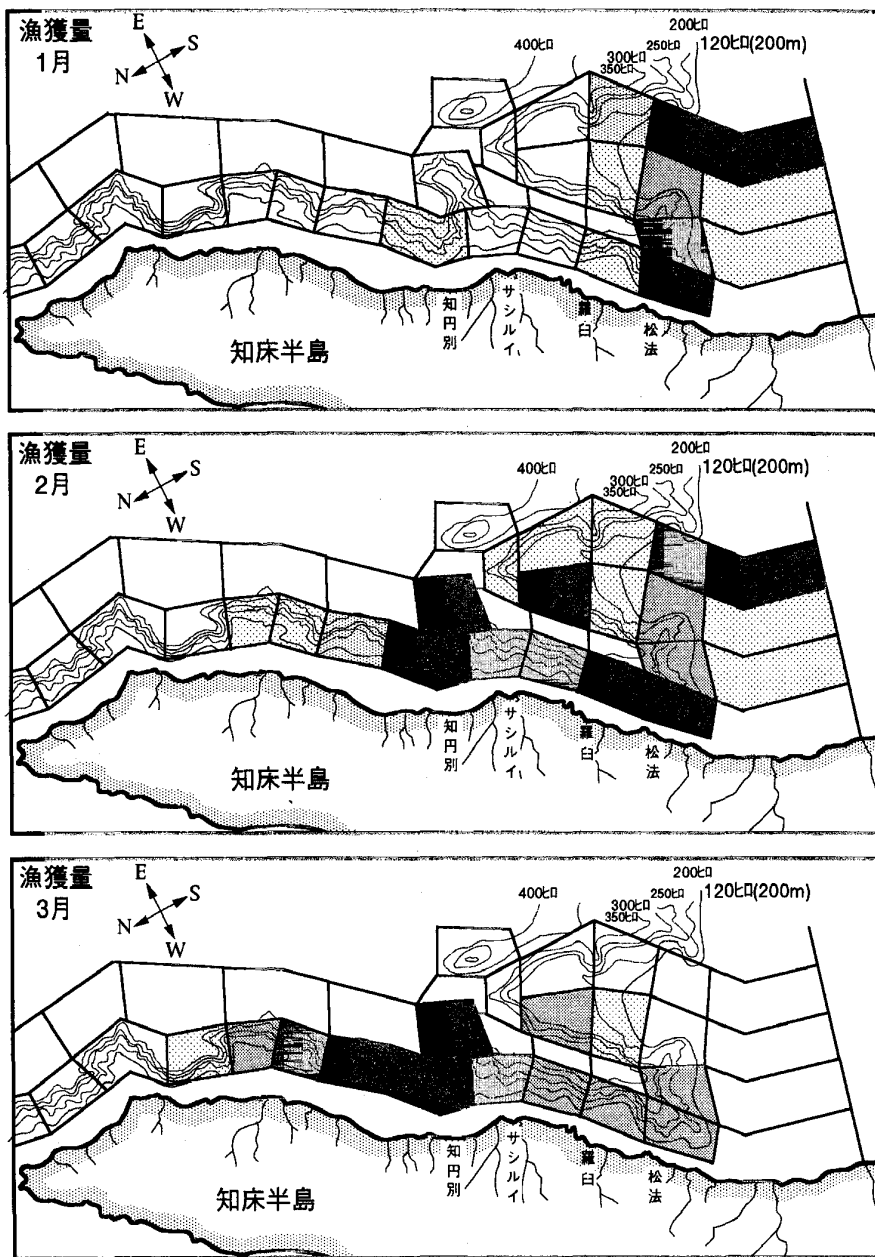 漁獲量
1月
E
S
N
W
200ヒロ
400ヒロ
300ヒロ
250ヒロ
120ヒロ(200m)
350ヒロ
知円別
サシルイ
羅臼
松法
知床半島
漁獲量
2月
E
S
N
W
200ヒロ
400ヒロ
300ヒロ
250ヒロ
120ヒロ(200m)
350ヒロ
知円別
サシルイ
羅臼
松法
知床半島
漁獲量
3月
E
S
N
W
200ヒロ
400ヒロ
300ヒロ
250ヒロ
120ヒロ(200m)
350ヒロ
知円別
サシルイ
羅臼
松法
知床半島